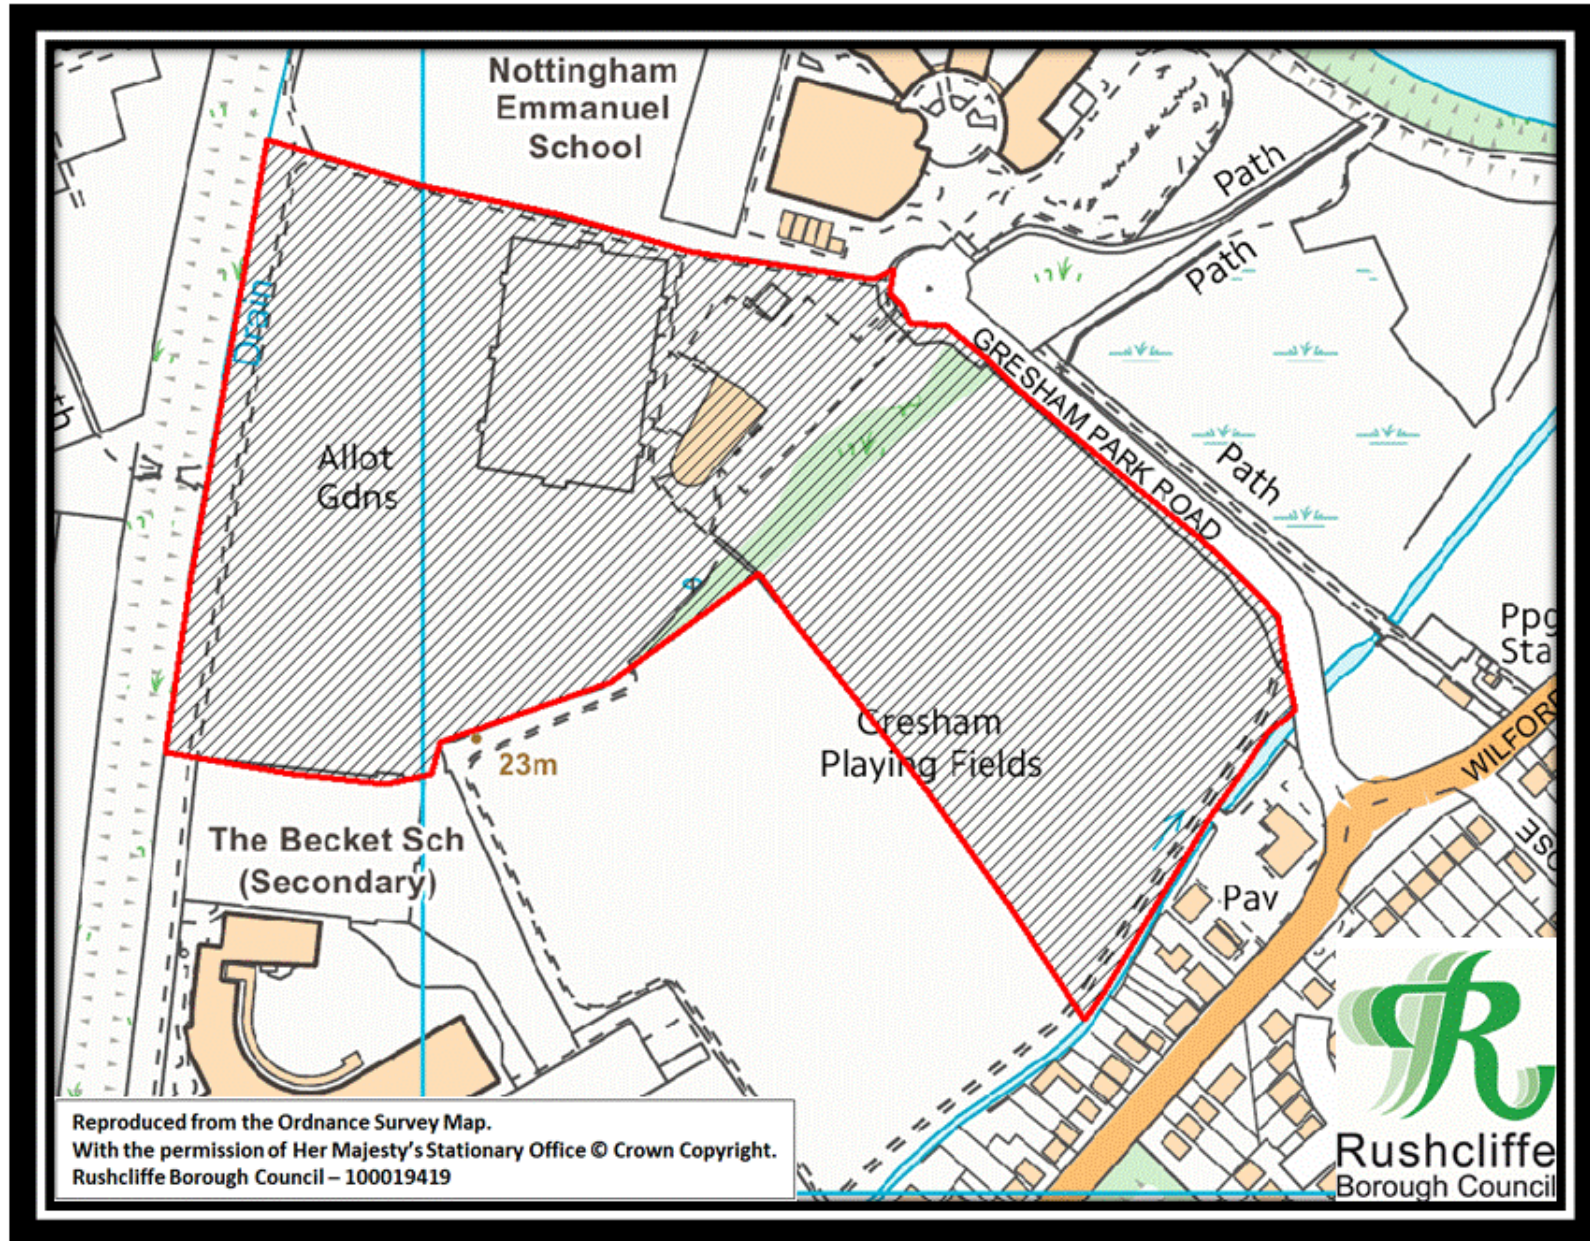 Nottingham
Emmanuel
School
Path
Path
Drain
GRESHAM PARK ROAD
Path
Allot
Gdns
th
Ppg
Sta
WILFORD
Gresham
Playing Fields
23m
The Becket Sch
(Secondary)
OSE
Pav
Reproduced from the Ordnance Survey Map.
With the permission of Her Majesty's Stationary Office © Crown Copyright.
Rushcliffe Borough Council – 100019419
R
Rushcliffe
Borough Council